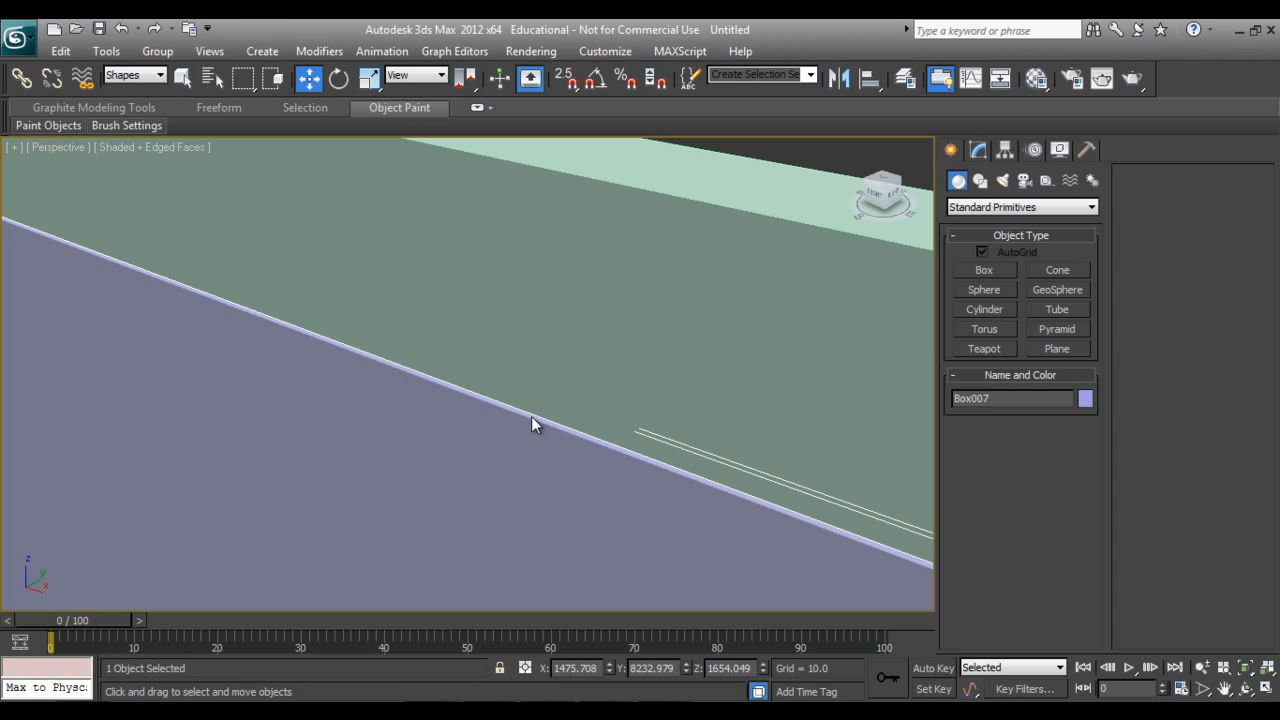 Autodesk 3ds Max 2012 x64 Educational - Not for Commercial Use Untitled
Type a keyword or phrase
Edit Tools Group Views Create Modifiers Animation Graph Editors Rendering Customize MAXScript Help
Shapes View 2.5 Create Selection Se
Graphite Modeling Tools Freeform Selection Object Paint
Paint Objects Brush Settings
[ + ] [ Perspective ] [ Shaded + Edged Faces ]
FRONT
Standard Primitives
- Object Type
AutoGrid
Box Cone
Sphere GeoSphere
Cylinder Tube
Torus Pyramid
Teapot Plane
- Name and Color
Box007
z
y
x
< 0 / 100 >
0 10 20 30 40 50 60 70 80 90 100
1 Object Selected X: 1475.708 Y: 8232.979 Z: 1654.049 Grid = 10.0 Auto Key Selected
Max to Physc Click and drag to select and move objects Add Time Tag Set Key Key Filters... 0